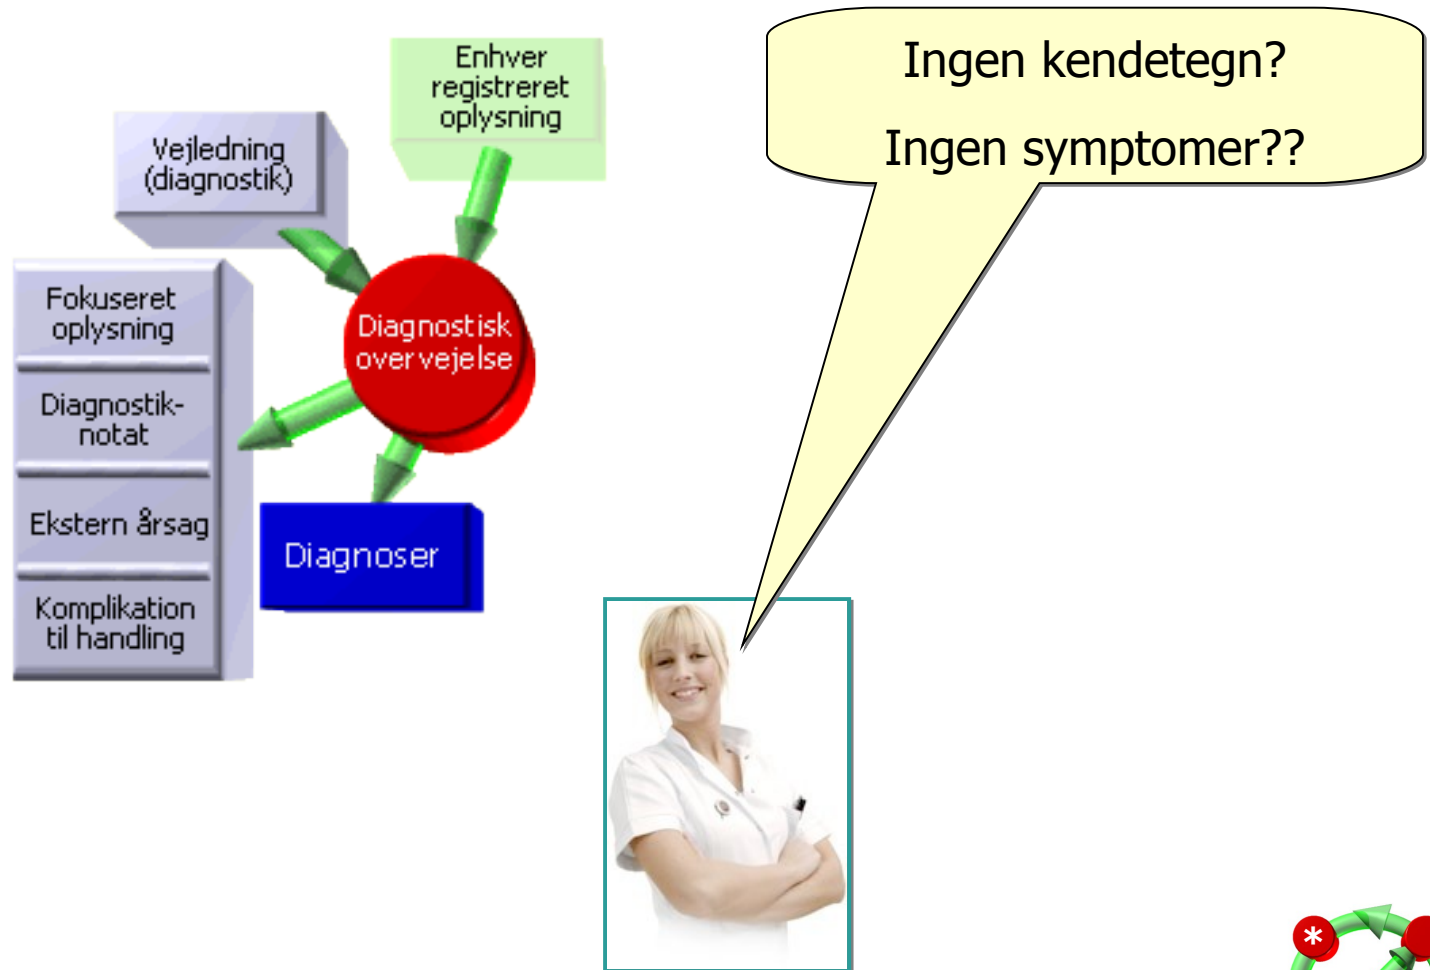 Ingen kendetegn?
Ingen symptomer??
Enhver
registreret
oplysning
Vejledning
(diagnostik)
Diagnostisk
overvejelse
Fokuseret
oplysning
Diagnostik-
notat
Ekstern årsag
Komplikation
til handling
Diagnoser
*